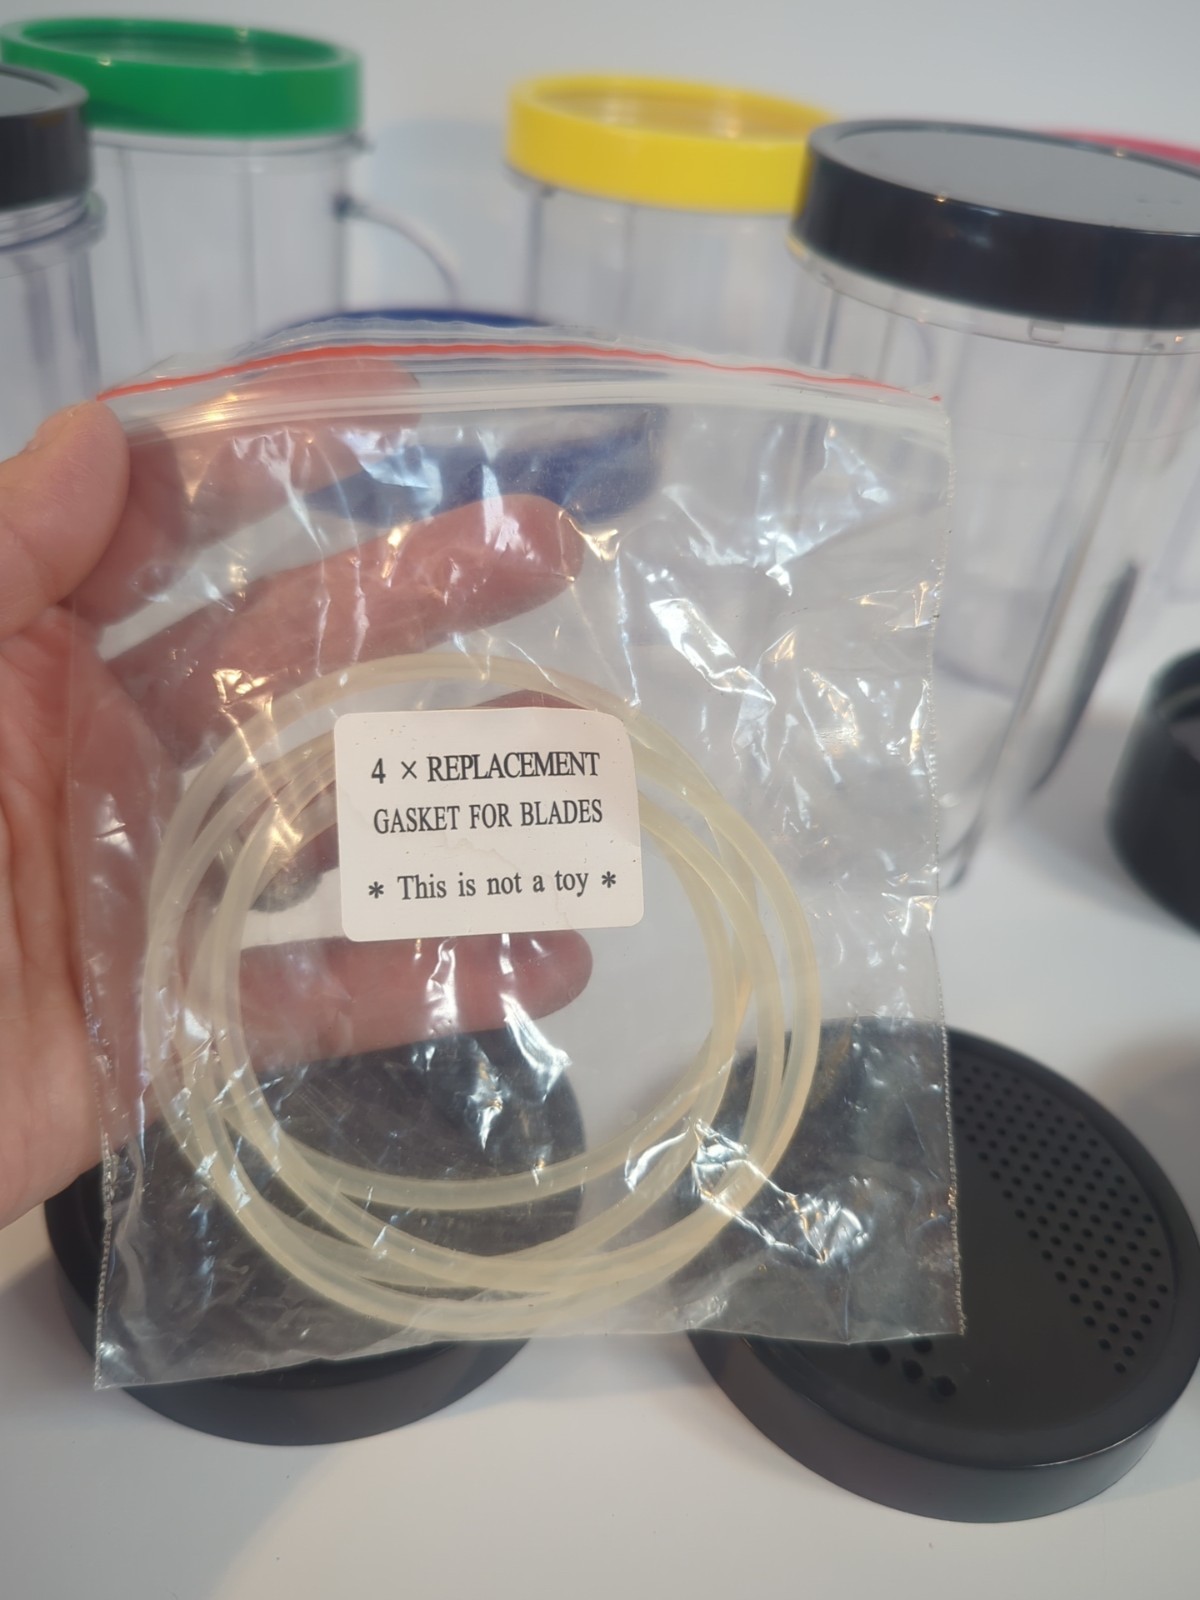 4 × REPLACEMENT
GASKET FOR BLADES
* This is not a toy *